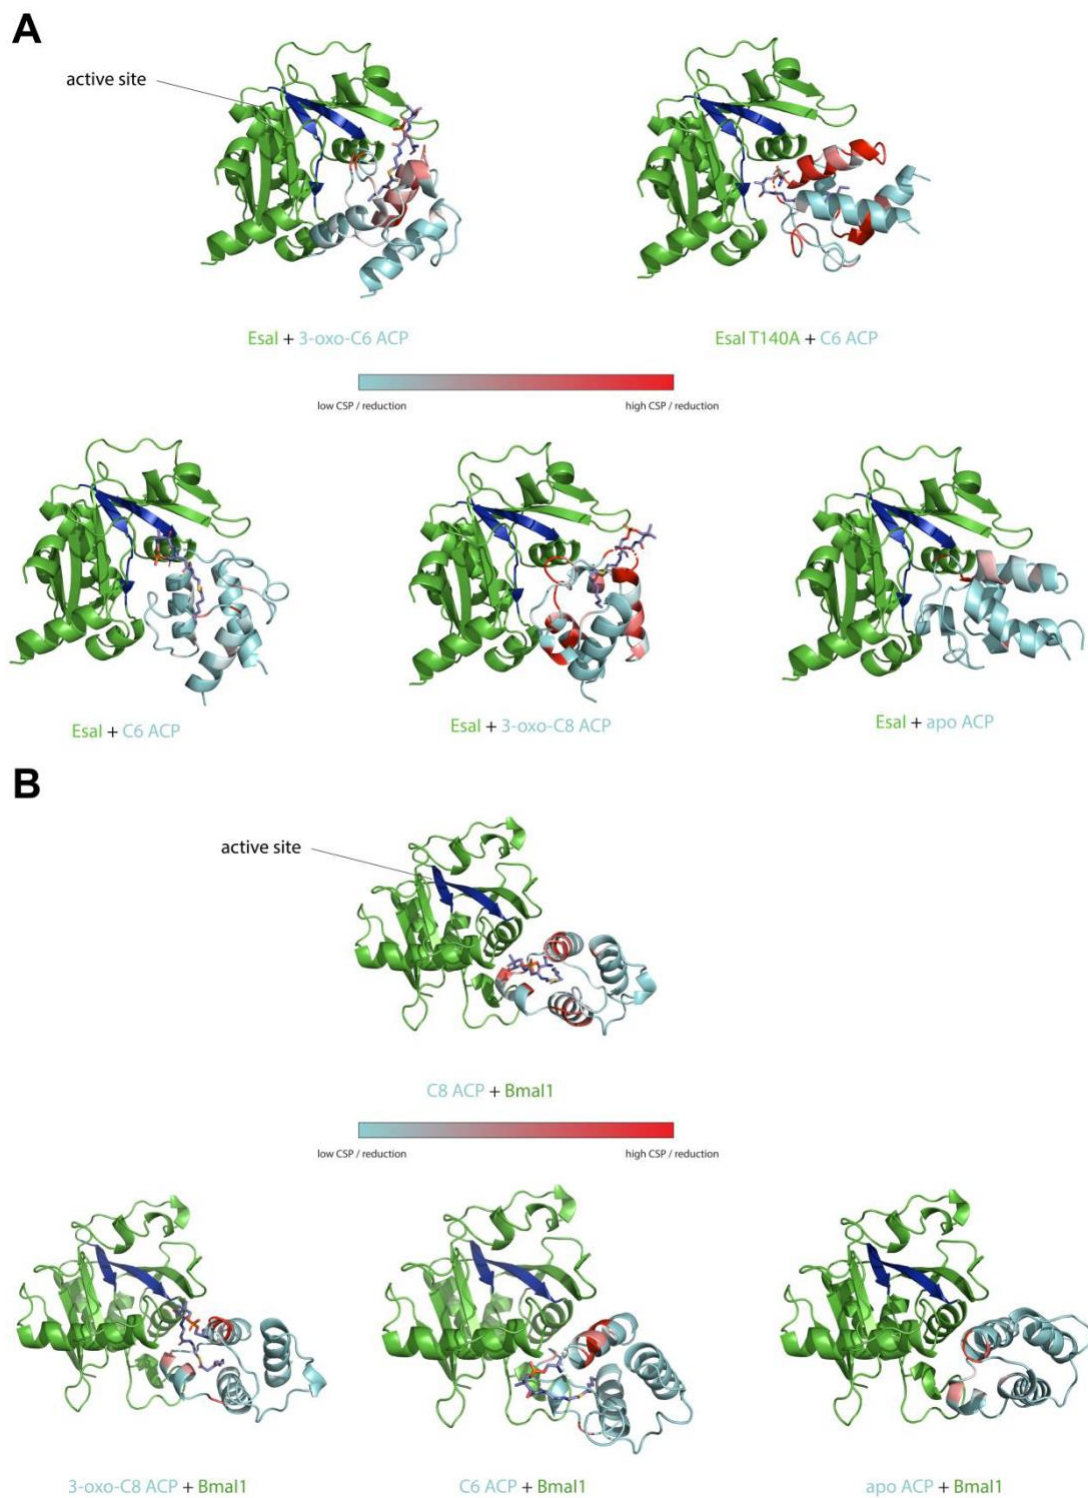 A
active site
EsaI + 3-oxo-C6 ACP
EsaI T140A + C6 ACP
low CSP / reduction
high CSP / reduction
EsaI + C6 ACP
EsaI + 3-oxo-C8 ACP
EsaI + apo ACP
B
active site
C8 ACP + BmaI1
low CSP / reduction
high CSP / reduction
3-oxo-C8 ACP + BmaI1
C6 ACP + BmaI1
apo ACP + BmaI1